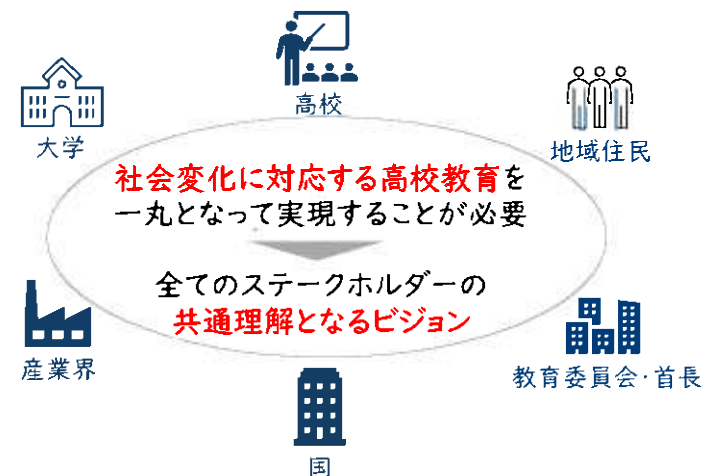 高校
大学
地域住民
社会変化に対応する高校教育を
一丸となって実現することが必要
全てのステークホルダーの
共通理解となるビジョン
産業界
教育委員会・首長
国